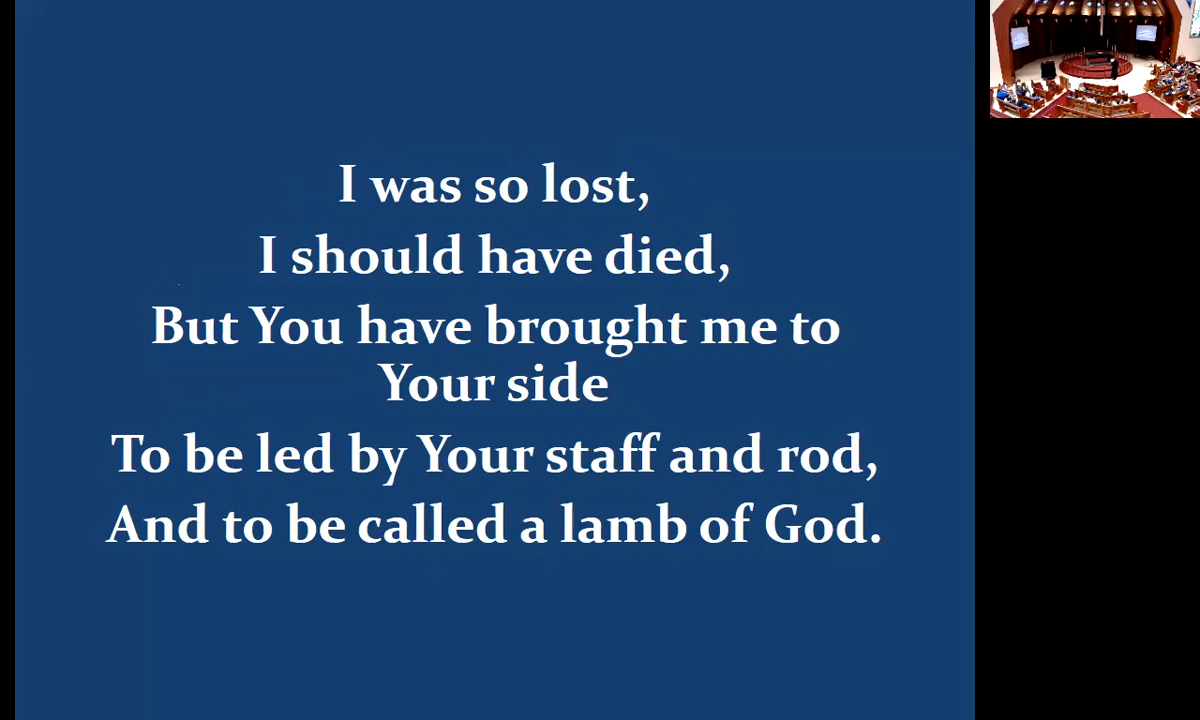 I was so lost,
I should have died,
But You have brought me to
Your side
To be led by Your staff and rod,
And to be called a lamb of God.